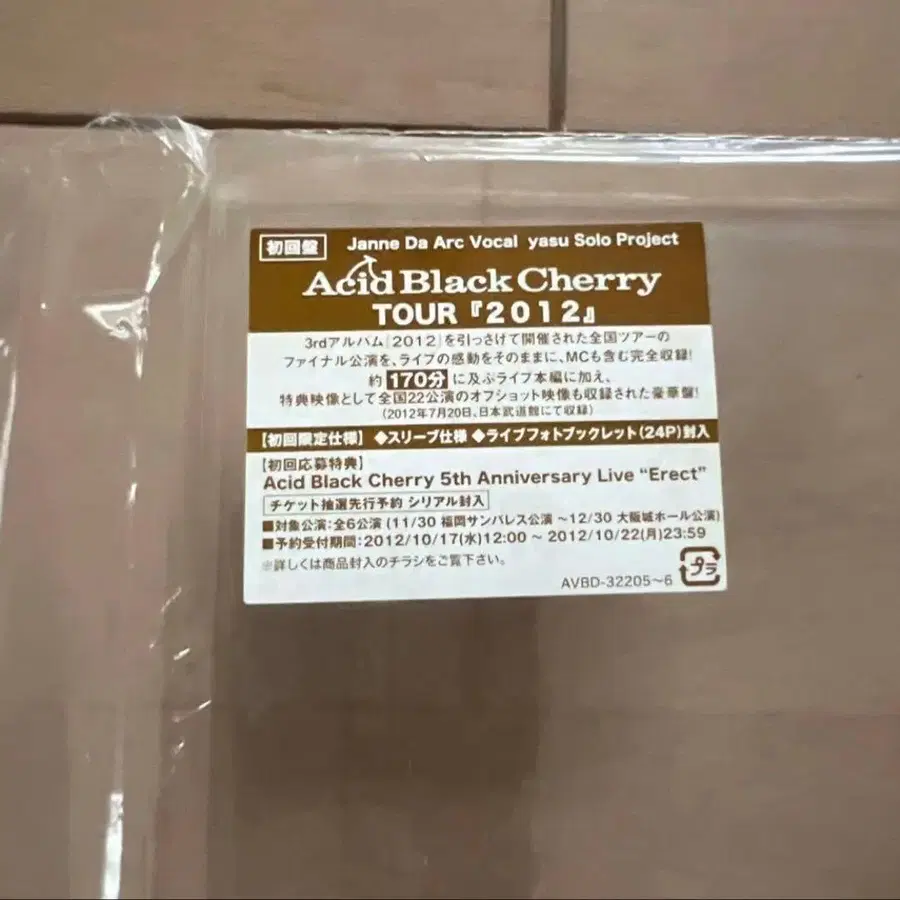 初回盤 Janne Da Arc Vocal yasu Solo Project
Acid Black Cherry
TOUR『2012』
3rdアルバム[2012]を引っさげて開催された全国ツアーの
ファイナル公演を、ライブの感動をそのままに、MCも含む完全収録!
約 170分 に及ぶライブ本編に加え、
特典映像として全国22公演のオフショット映像も収録された豪華盤!
(2012年7月20日、日本武道館にて収録)
【初回限定仕様】 ◆スリーブ仕様 ◆ライブフォトブックレット(24P)封入
【初回応募特典】
Acid Black Cherry 5th Anniversary Live “Erect”
チケット抽選先行予約 シリアル封入
■対象公演:全6公演 (11/30 福岡サンパレス公演 ～12/30 大阪城ホール公演)
■予約受付期間:2012/10/17(水)12:00 ～ 2012/10/22(月)23:59
※詳しくは商品封入のチラシをご覧下さい。
AVBD-32205～6 プラ